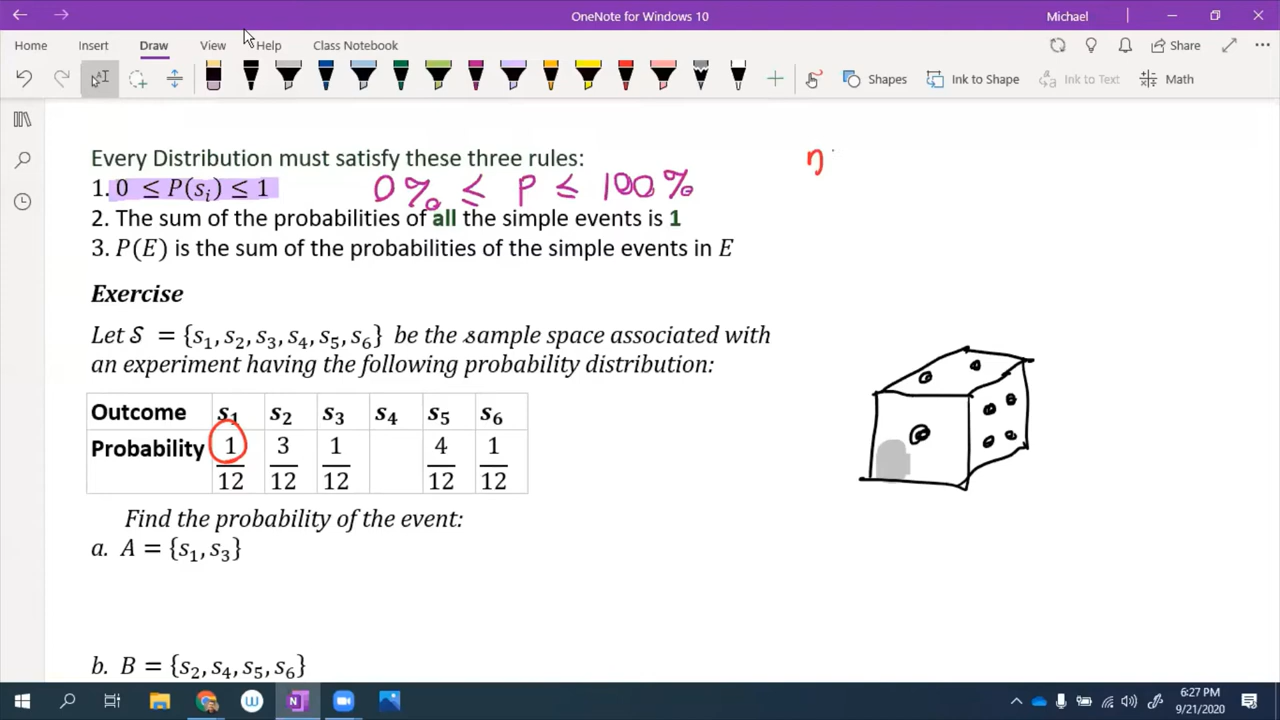 OneNote for Windows 10
Michael
Home Insert Draw View Help Class Notebook Share
Shapes Ink to Shape Ink to Text Math
Every Distribution must satisfy these three rules:
1. 0 ≤ P(sᵢ) ≤ 1 0% ≤ P ≤ 100%
2. The sum of the probabilities of all the simple events is 1
3. P(E) is the sum of the probabilities of the simple events in E
Exercise
Let S = {s₁, s₂, s₃, s₄, s₅, s₆} be the sample space associated with
an experiment having the following probability distribution:
Outcome s₁ s₂ s₃ s₄ s₅ s₆
Probability 1/12 3/12 1/12 4/12 1/12
Find the probability of the event:
a. A = {s₁, s₃}
b. B = {s₂, s₄, s₅, s₆}
6:27 PM
9/21/2020